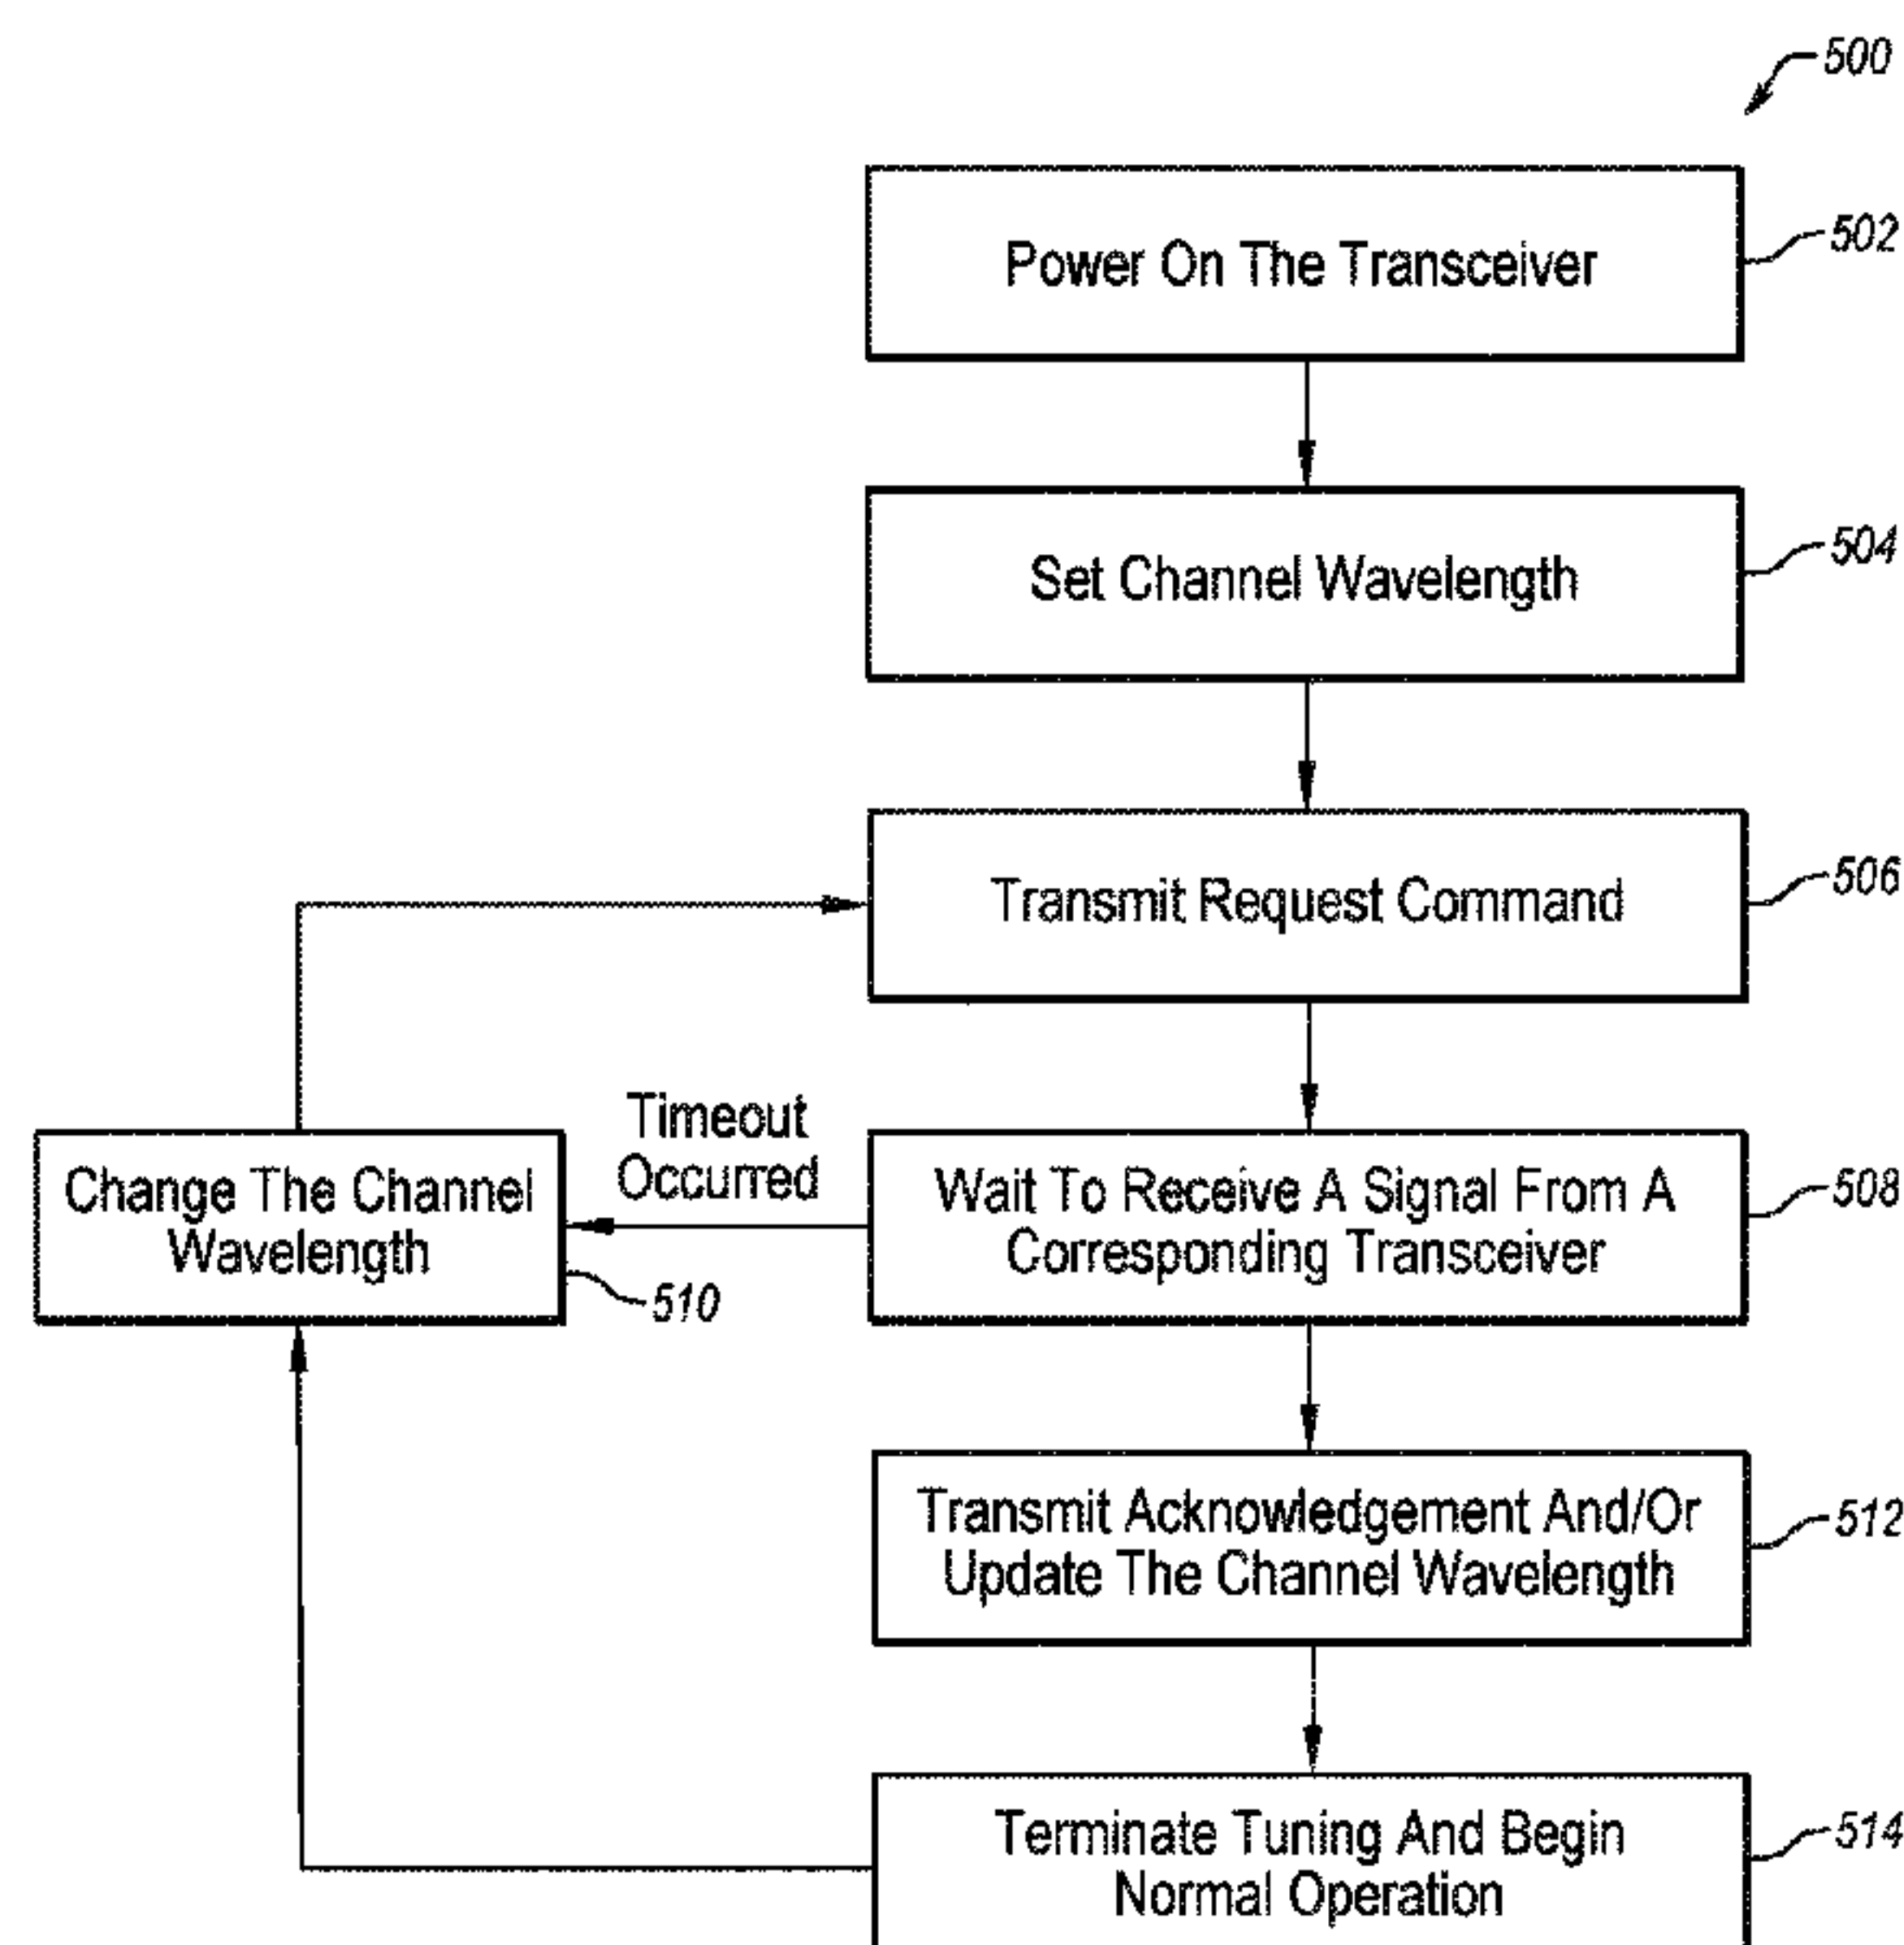 500
Power On The Transceiver
502
Set Channel Wavelength
504
Transmit Request Command
506
Timeout
Occurred
Change The Channel
Wavelength
510
Wait To Receive A Signal From A
Corresponding Transceiver
508
Transmit Acknowledgement And/Or
Update The Channel Wavelength
512
Terminate Tuning And Begin
Normal Operation
514